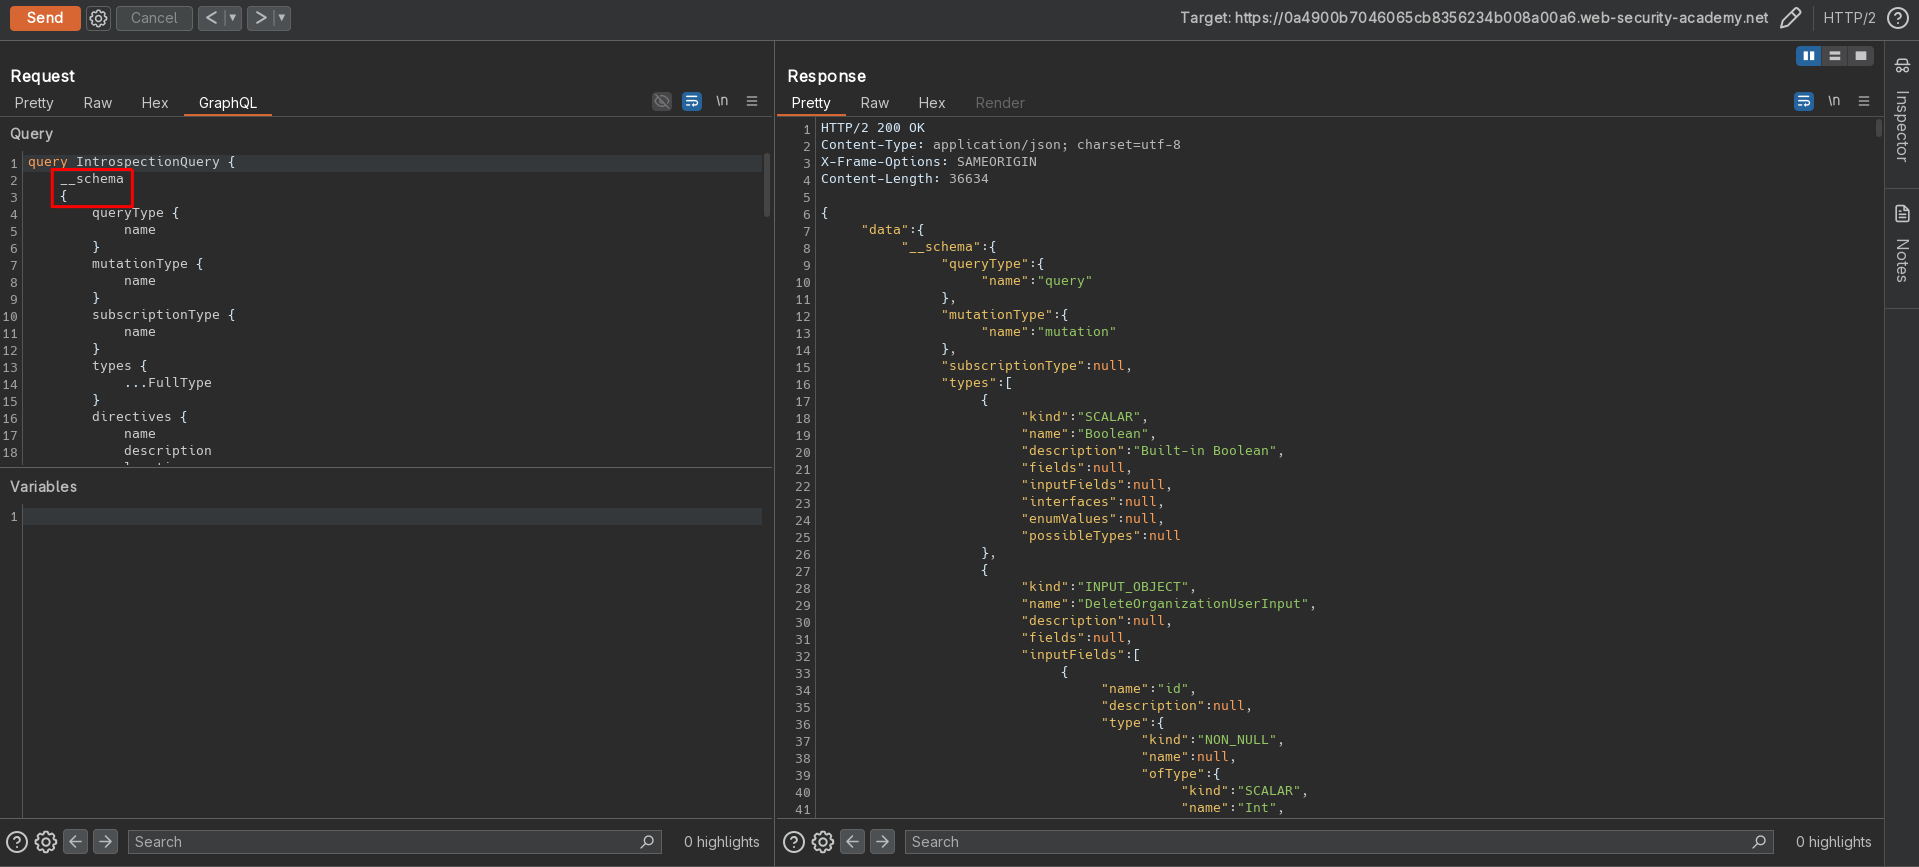 Send Cancel < ▼ > ▼ Target: https://0a4900b7046065cb8356234b008a00a6.web-security-academy.net HTTP/2
Request
Pretty Raw Hex GraphQL \n
Query
1 query IntrospectionQuery {
2 __schema
3 {
4 queryType {
5 name
6 }
7 mutationType {
8 name
9 }
10 subscriptionType {
11 name
12 }
13 types {
14 ...FullType
15 }
16 directives {
17 name
18 description
Variables
1
Search 0 highlights
Response
Pretty Raw Hex Render \n
1 HTTP/2 200 OK
2 Content-Type: application/json; charset=utf-8
3 X-Frame-Options: SAMEORIGIN
4 Content-Length: 36634
5
6 {
7 "data":{
8 "__schema":{
9 "queryType":{
10 "name":"query"
11 },
12 "mutationType":{
13 "name":"mutation"
14 },
15 "subscriptionType":null,
16 "types":[
17 {
18 "kind":"SCALAR",
19 "name":"Boolean",
20 "description":"Built-in Boolean",
21 "fields":null,
22 "inputFields":null,
23 "interfaces":null,
24 "enumValues":null,
25 "possibleTypes":null
26 },
27 {
28 "kind":"INPUT_OBJECT",
29 "name":"DeleteOrganizationUserInput",
30 "description":null,
31 "fields":null,
32 "inputFields":[
33 {
34 "name":"id",
35 "description":null,
36 "type":{
37 "kind":"NON_NULL",
38 "name":null,
39 "ofType":{
40 "kind":"SCALAR",
41 "name":"Int",
Search 0 highlights
Inspector
Notes